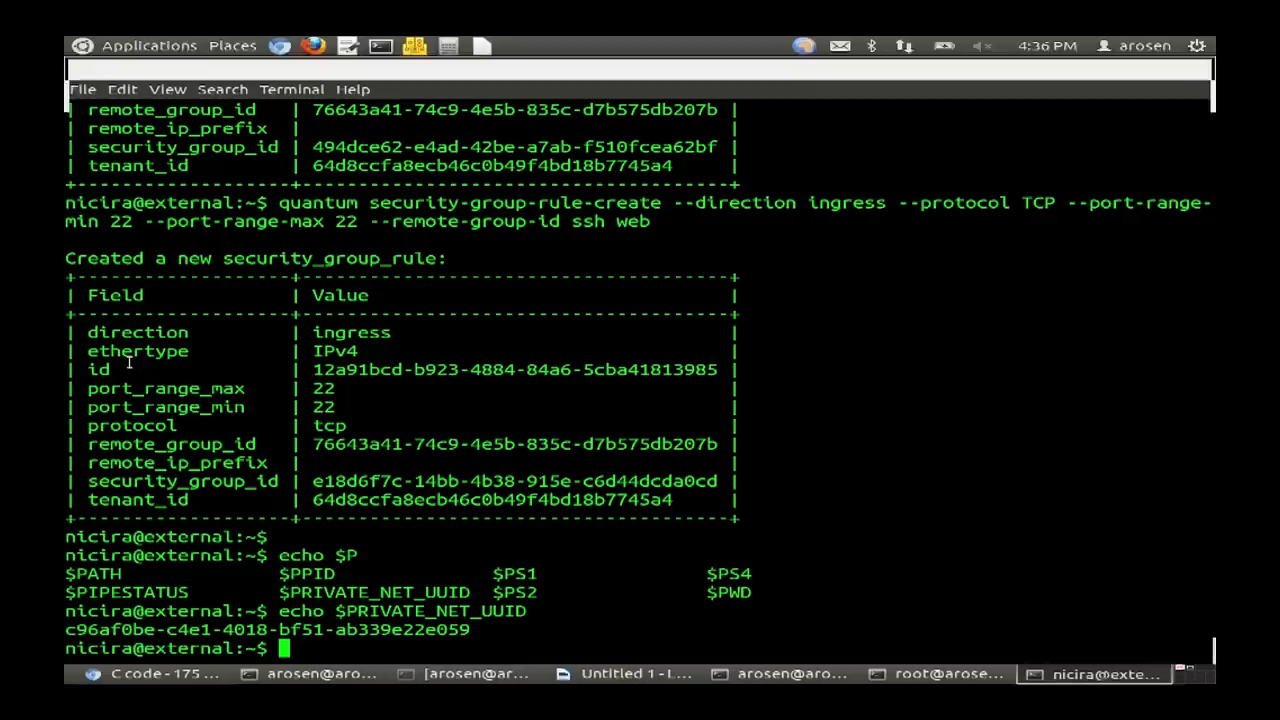 Applications Places 4:36 PM arosen
File Edit View Search Terminal Help
| remote_group_id | 76643a41-74c9-4e5b-835c-d7b575db207b |
| remote_ip_prefix | |
| security_group_id | 494dce62-e4ad-42be-a7ab-f510fcea62bf |
| tenant_id | 64d8ccfa8ecb46c0b49f4bd18b7745a4 |
+-------------------+--------------------------------------+
nicira@external:~$ quantum security-group-rule-create --direction ingress --protocol TCP --port-range-
min 22 --port-range-max 22 --remote-group-id ssh web
Created a new security_group_rule:
+-------------------+--------------------------------------+
| Field | Value |
+-------------------+--------------------------------------+
| direction | ingress |
| ethertype | IPv4 |
| id | 12a91bcd-b923-4884-84a6-5cba41813985 |
| port_range_max | 22 |
| port_range_min | 22 |
| protocol | tcp |
| remote_group_id | 76643a41-74c9-4e5b-835c-d7b575db207b |
| remote_ip_prefix | |
| security_group_id | e18d6f7c-14bb-4b38-915e-c6d44dcda0cd |
| tenant_id | 64d8ccfa8ecb46c0b49f4bd18b7745a4 |
+-------------------+--------------------------------------+
nicira@external:~$
nicira@external:~$ echo $P
$PATH $PPID $PS1 $PS4
$PIPESTATUS $PRIVATE_NET_UUID $PS2 $PWD
nicira@external:~$ echo $PRIVATE_NET_UUID
c96af0be-c4e1-4018-bf51-ab339e22e059
nicira@external:~$
C code - 175 ... arosen@aro... [arosen@ar... Untitled 1 - L... arosen@aro... root@arose... nicira@exte...